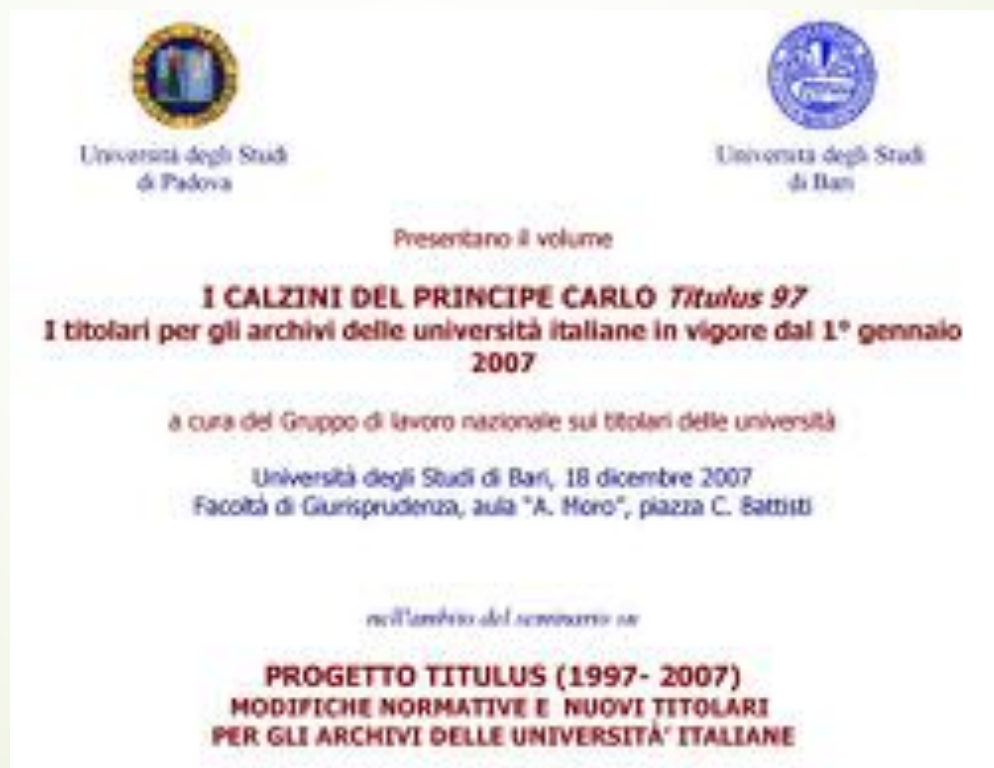 Università degli Studi
di Padova
Università degli Studi
di Bari
Presentano il volume
I CALZINI DEL PRINCIPE CARLO Titulus 97
I titolari per gli archivi delle università italiane in vigore dal 1° gennaio
2007
a cura del Gruppo di lavoro nazionale sui titolari delle università
Università degli Studi di Bari, 18 dicembre 2007
Facoltà di Giurisprudenza, aula "A. Moro", piazza C. Battisti
nell'ambito del seminario su
PROGETTO TITULUS (1997- 2007)
MODIFICHE NORMATIVE E NUOVI TITOLARI
PER GLI ARCHIVI DELLE UNIVERSITÀ' ITALIANE